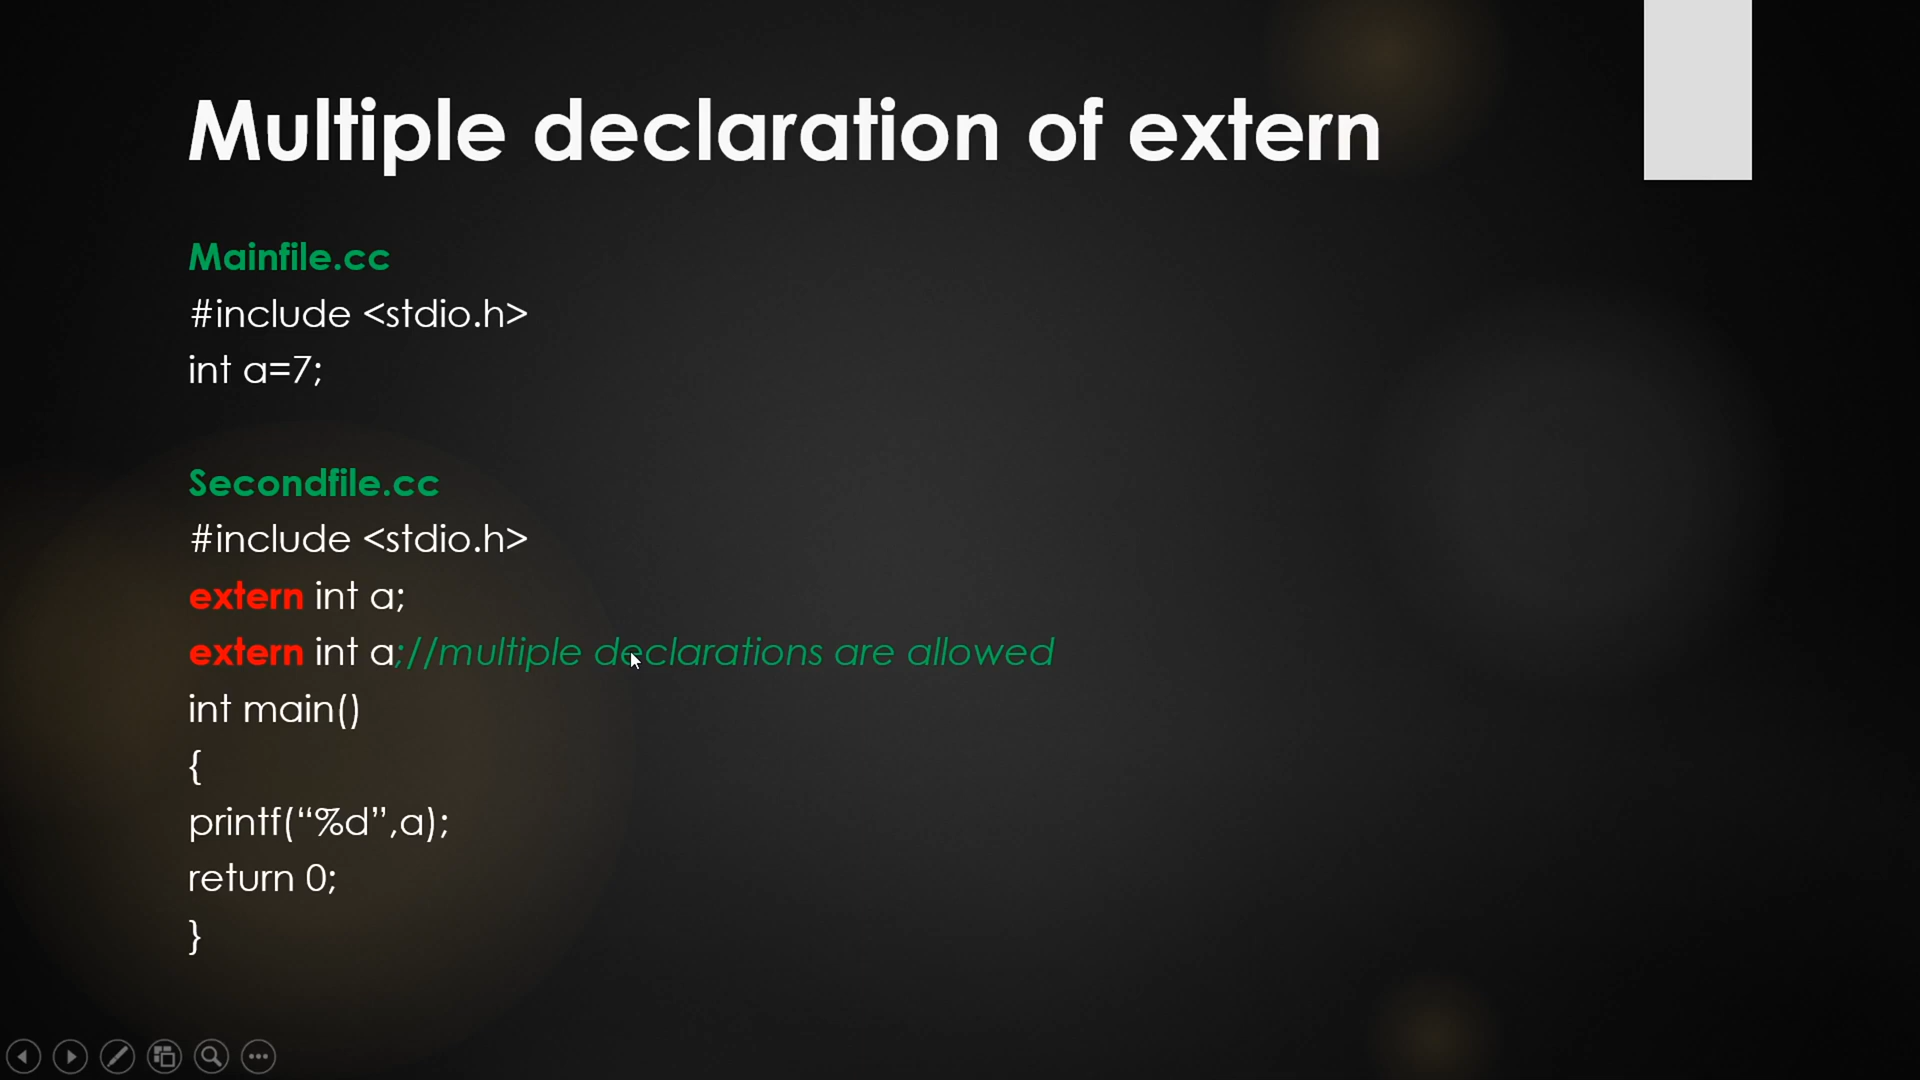 Multiple declaration of extern
Mainfile.cc
#include <stdio.h>
int a=7;
Secondfile.cc
#include <stdio.h>
extern int a;
extern int a;//multiple declarations are allowed
int main()
{
printf(“%d”,a);
return 0;
}